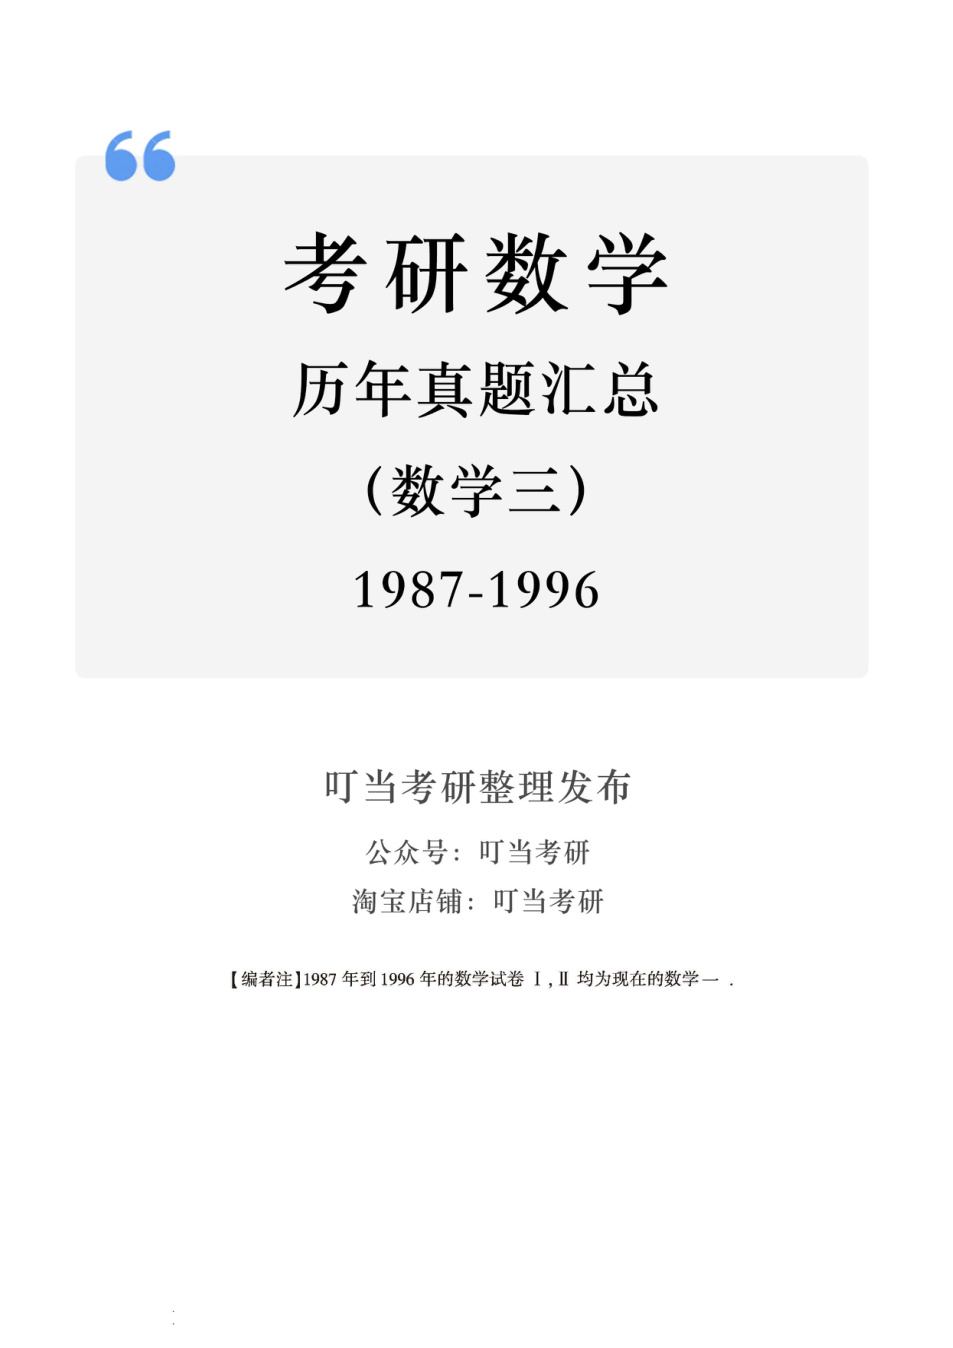 考研数学
历年真题汇总
（数学三）
1987-1996
叮当考研整理发布
公众号：叮当考研
淘宝店铺：叮当考研
【编者注】1987 年到 1996 年的数学试卷 Ⅰ,Ⅱ 均为现在的数学一 .